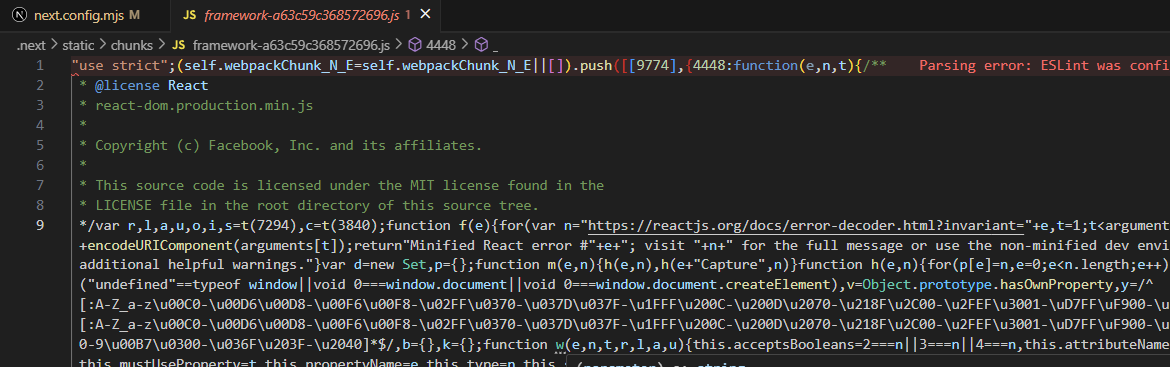 next.config.mjs M
JS framework-a63c59c368572696.js 1 ×
.next > static > chunks > JS framework-a63c59c368572696.js > 4448 > _
1 "use strict";(self.webpackChunk_N_E=self.webpackChunk_N_E||[]).push([[9774],{4448:function(e,n,t){/** Parsing error: ESLint was confi
2 * @license React
3 * react-dom.production.min.js
4 *
5 * Copyright (c) Facebook, Inc. and its affiliates.
6 *
7 * This source code is licensed under the MIT license found in the
8 * LICENSE file in the root directory of this source tree.
9 */var r,l,a,u,o,i,s=t(7294),c=t(3840);function f(e){for(var n="https://reactjs.org/docs/error-decoder.html?invariant="+e,t=1;t<argument
+encodeURIComponent(arguments[t]);return"Minified React error #"+e+"; visit "+n+" for the full message or use the non-minified dev envi
additional helpful warnings."}var d=new Set,p={};function m(e,n){h(e,n),h(e+"Capture",n)}function h(e,n){for(p[e]=n,e=0;e<n.length;e++)
("undefined"==typeof window||void 0===window.document||void 0===window.document.createElement),v=Object.prototype.hasOwnProperty,y=/^
[:A-Z_a-z\u00C0-\u00D6\u00D8-\u00F6\u00F8-\u02FF\u0370-\u037D\u037F-\u1FFF\u200C-\u200D\u2070-\u218F\u2C00-\u2FEF\u3001-\uD7FF\uF900-\u
[:A-Z_a-z\u00C0-\u00D6\u00D8-\u00F6\u00F8-\u02FF\u0370-\u037D\u037F-\u1FFF\u200C-\u200D\u2070-\u218F\u2C00-\u2FEF\u3001-\uD7FF\uF900-\u
0-9\u00B7\u0300-\u036F\u203F-\u2040]*$/,b={},k={};function w(e,n,t,r,l,a,u){this.acceptsBooleans=2===n||3===n||4===n,this.attributeName
this.mustUseProperty=t,this.propertyName=e,this.type=n,this